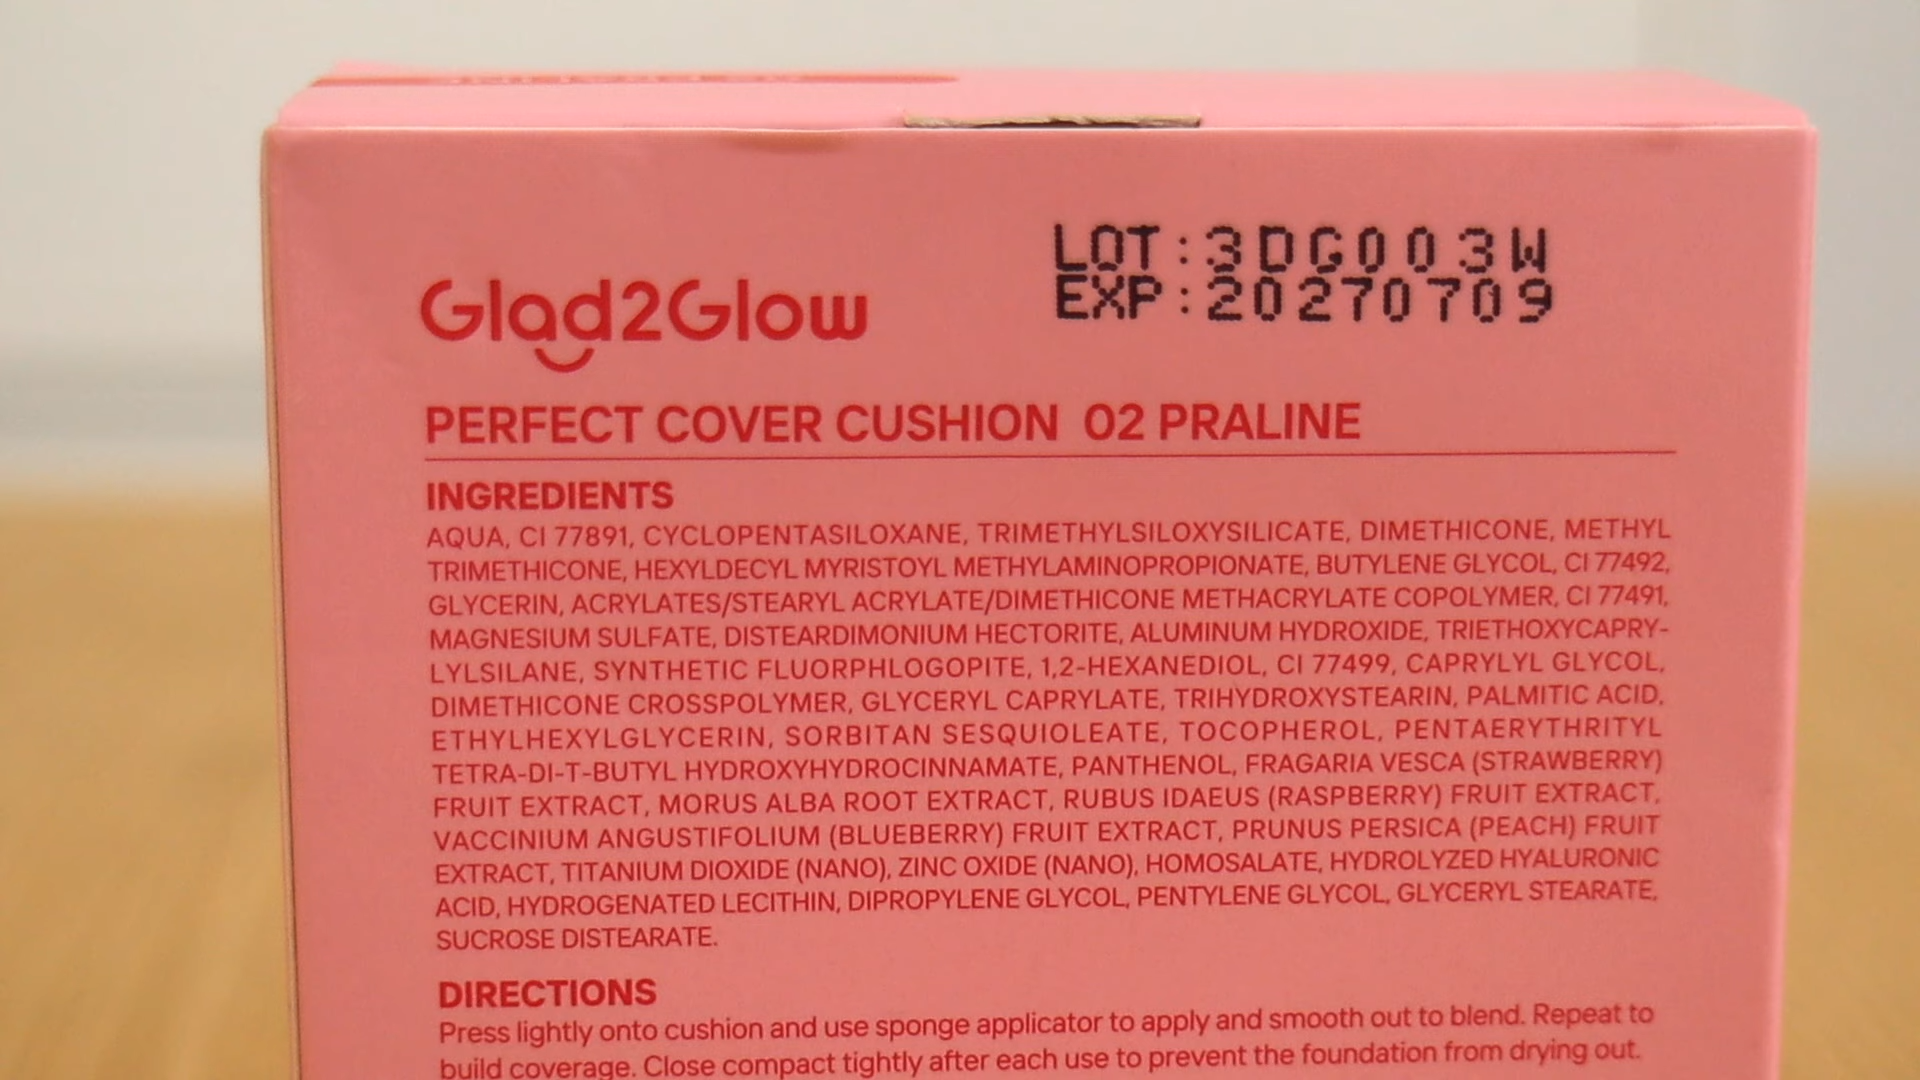 LOT:3DG003W
EXP:20270709
Glad2Glow
PERFECT COVER CUSHION 02 PRALINE
INGREDIENTS
AQUA, CI 77891, CYCLOPENTASILOXANE, TRIMETHYLSILOXYSILICATE, DIMETHICONE, METHYL
TRIMETHICONE, HEXYLDECYL MYRISTOYL METHYLAMINOPROPIONATE, BUTYLENE GLYCOL, CI 77492,
GLYCERIN, ACRYLATES/STEARYL ACRYLATE/DIMETHICONE METHACRYLATE COPOLYMER, CI 77491,
MAGNESIUM SULFATE, DISTEARDIMONIUM HECTORITE, ALUMINUM HYDROXIDE, TRIETHOXYCAPRY-
LYLSILANE, SYNTHETIC FLUORPHLOGOPITE, 1,2-HEXANEDIOL, CI 77499, CAPRYLYL GLYCOL,
DIMETHICONE CROSSPOLYMER, GLYCERYL CAPRYLATE, TRIHYDROXYSTEARIN, PALMITIC ACID,
ETHYLHEXYLGLYCERIN, SORBITAN SESQUIOLEATE, TOCOPHEROL, PENTAERYTHRITYL
TETRA-DI-T-BUTYL HYDROXYHYDROCINNAMATE, PANTHENOL, FRAGARIA VESCA (STRAWBERRY)
FRUIT EXTRACT, MORUS ALBA ROOT EXTRACT, RUBUS IDAEUS (RASPBERRY) FRUIT EXTRACT,
VACCINIUM ANGUSTIFOLIUM (BLUEBERRY) FRUIT EXTRACT, PRUNUS PERSICA (PEACH) FRUIT
EXTRACT, TITANIUM DIOXIDE (NANO), ZINC OXIDE (NANO), HOMOSALATE, HYDROLYZED HYALURONIC
ACID, HYDROGENATED LECITHIN, DIPROPYLENE GLYCOL, PENTYLENE GLYCOL, GLYCERYL STEARATE,
SUCROSE DISTEARATE.
DIRECTIONS
Press lightly onto cushion and use sponge applicator to apply and smooth out to blend. Repeat to
build coverage. Close compact tightly after each use to prevent the foundation from drying out.